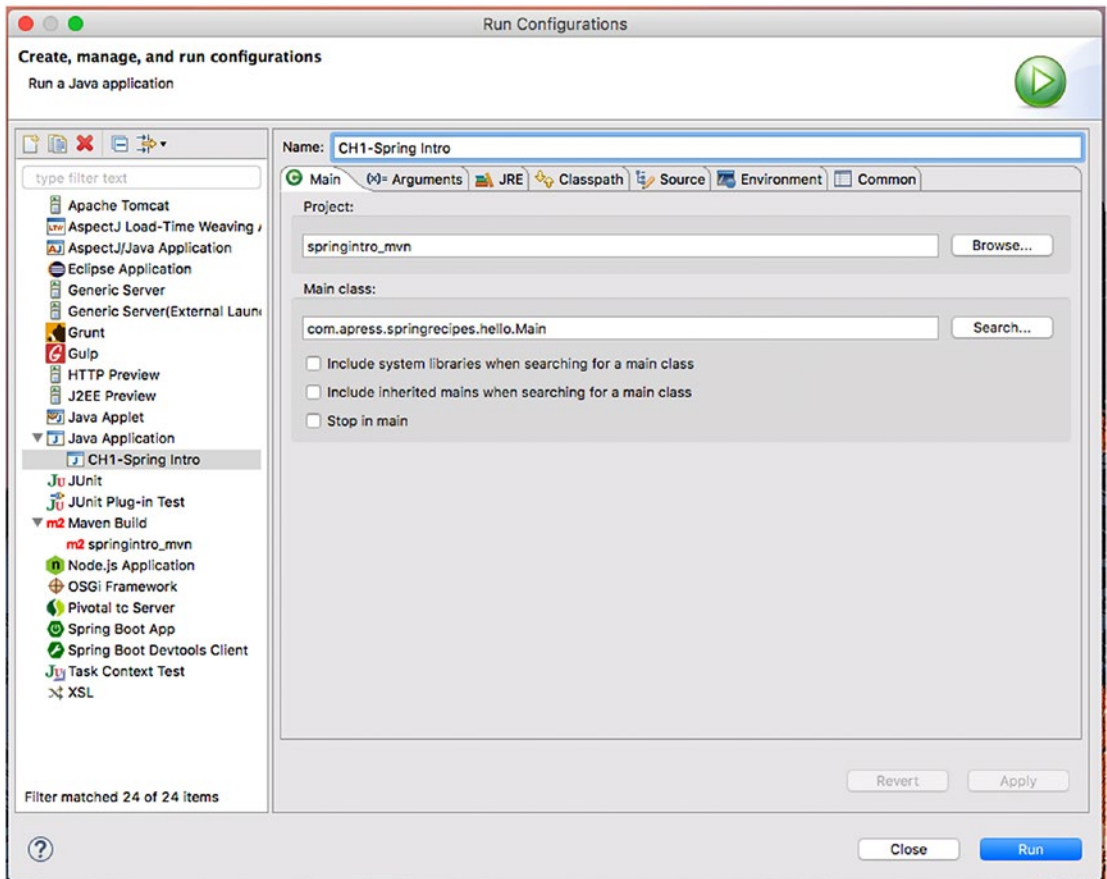 Run Configurations
Create, manage, and run configurations
Run a Java application
Name: CH1-Spring Intro
type filter text
Main (x)= Arguments JRE Classpath Source Environment Common
Apache Tomcat
AspectJ Load-Time Weaving
AspectJ/Java Application
Eclipse Application
Generic Server
Generic Server(External Laun
Grunt
Gulp
HTTP Preview
J2EE Preview
Java Applet
Java Application
CH1-Spring Intro
JUnit
JUnit Plug-in Test
m2 Maven Build
m2 springintro_mvn
Node.js Application
OSGi Framework
Pivotal tc Server
Spring Boot App
Spring Boot Devtools Client
Task Context Test
XSL
Filter matched 24 of 24 items
Project:
springintro_mvn Browse...
Main class:
com.apress.springrecipes.hello.Main Search...
Include system libraries when searching for a main class
Include inherited mains when searching for a main class
Stop in main
Revert Apply
? Close Run